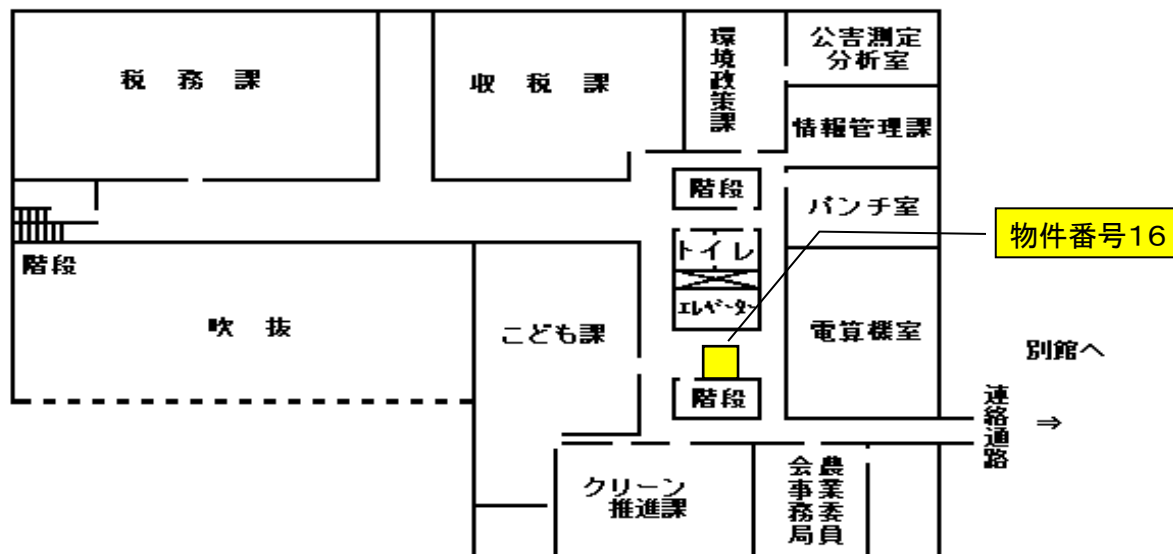 税務課
収税課
環境政策課
公害測定
分析室
情報管理課
階段
パンチ室
物件番号16
トイレ
階段
エレベーター
吹抜
こども課
電算機室
別館へ
階段
連絡通路
⇒
クリーン
推進課
農業委員
会事務局